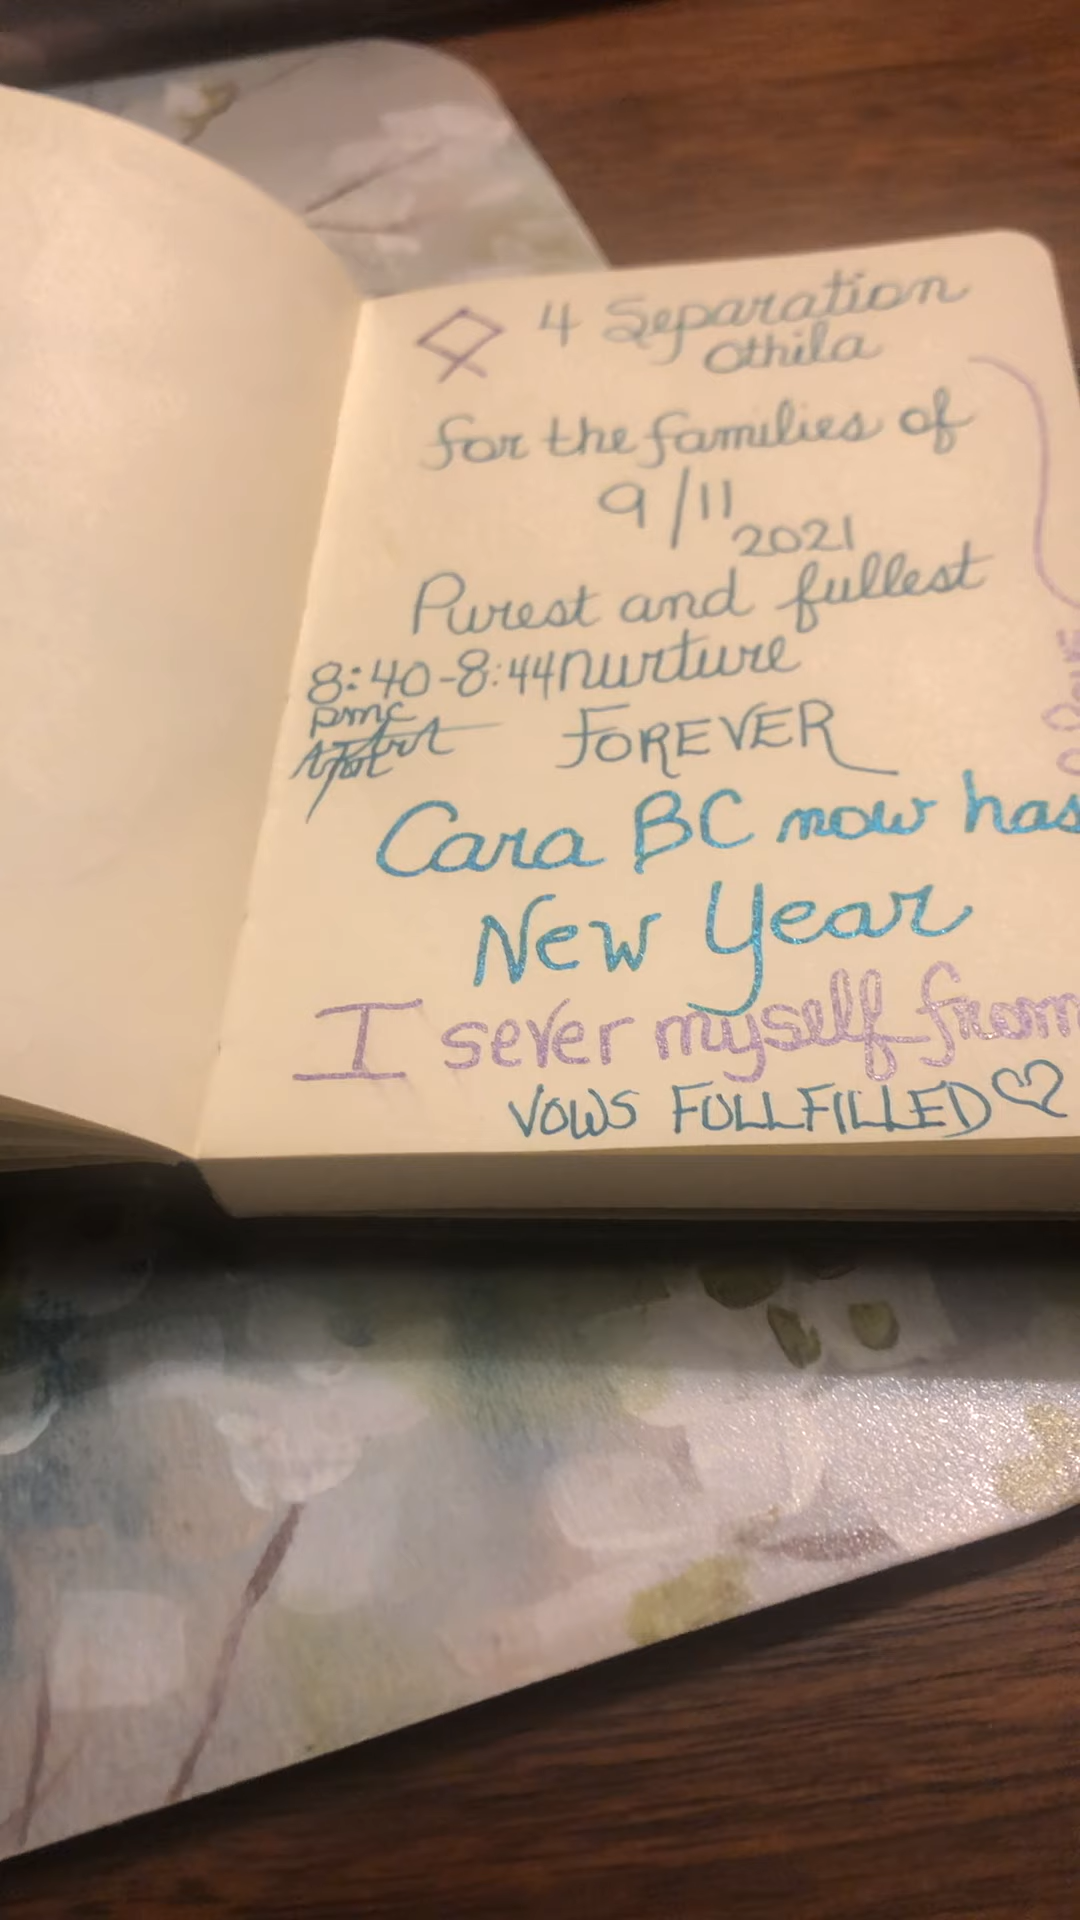 4 Separation
Othila
for the families of
9/11
2021
Purest and fullest
8:40-8:44 nurture
pmc
FOREVER
Cara BC now has
New Year
I sever myself from
VOWS FULLFILLED